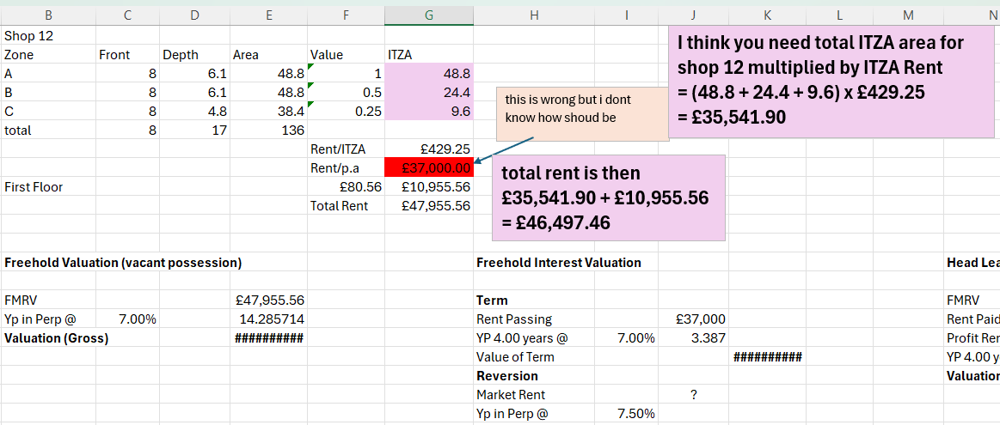 B C D E F G H I J K L M N
Shop 12
Zone Front Depth Area Value ITZA
A 8 6.1 48.8 1 48.8
B 8 6.1 48.8 0.5 24.4
C 8 4.8 38.4 0.25 9.6
total 8 17 136
Rent/ITZA £429.25
Rent/p.a £37,000.00
First Floor £80.56 £10,955.56
Total Rent £47,955.56
this is wrong but i dont
know how shoud be
I think you need total ITZA area for
shop 12 multiplied by ITZA Rent
= (48.8 + 24.4 + 9.6) x £429.25
= £35,541.90
total rent is then
£35,541.90 + £10,955.56
= £46,497.46
Freehold Valuation (vacant possession)
FMRV £47,955.56
Yp in Perp @ 7.00% 14.285714
Valuation (Gross) ##########
Freehold Interest Valuation
Term
Rent Passing £37,000
YP 4.00 years @ 7.00% 3.387
Value of Term ##########
Reversion
Market Rent ?
Yp in Perp @ 7.50%
Head Lea
FMRV
Rent Paid
Profit Ren
YP 4.00 y
Valuation